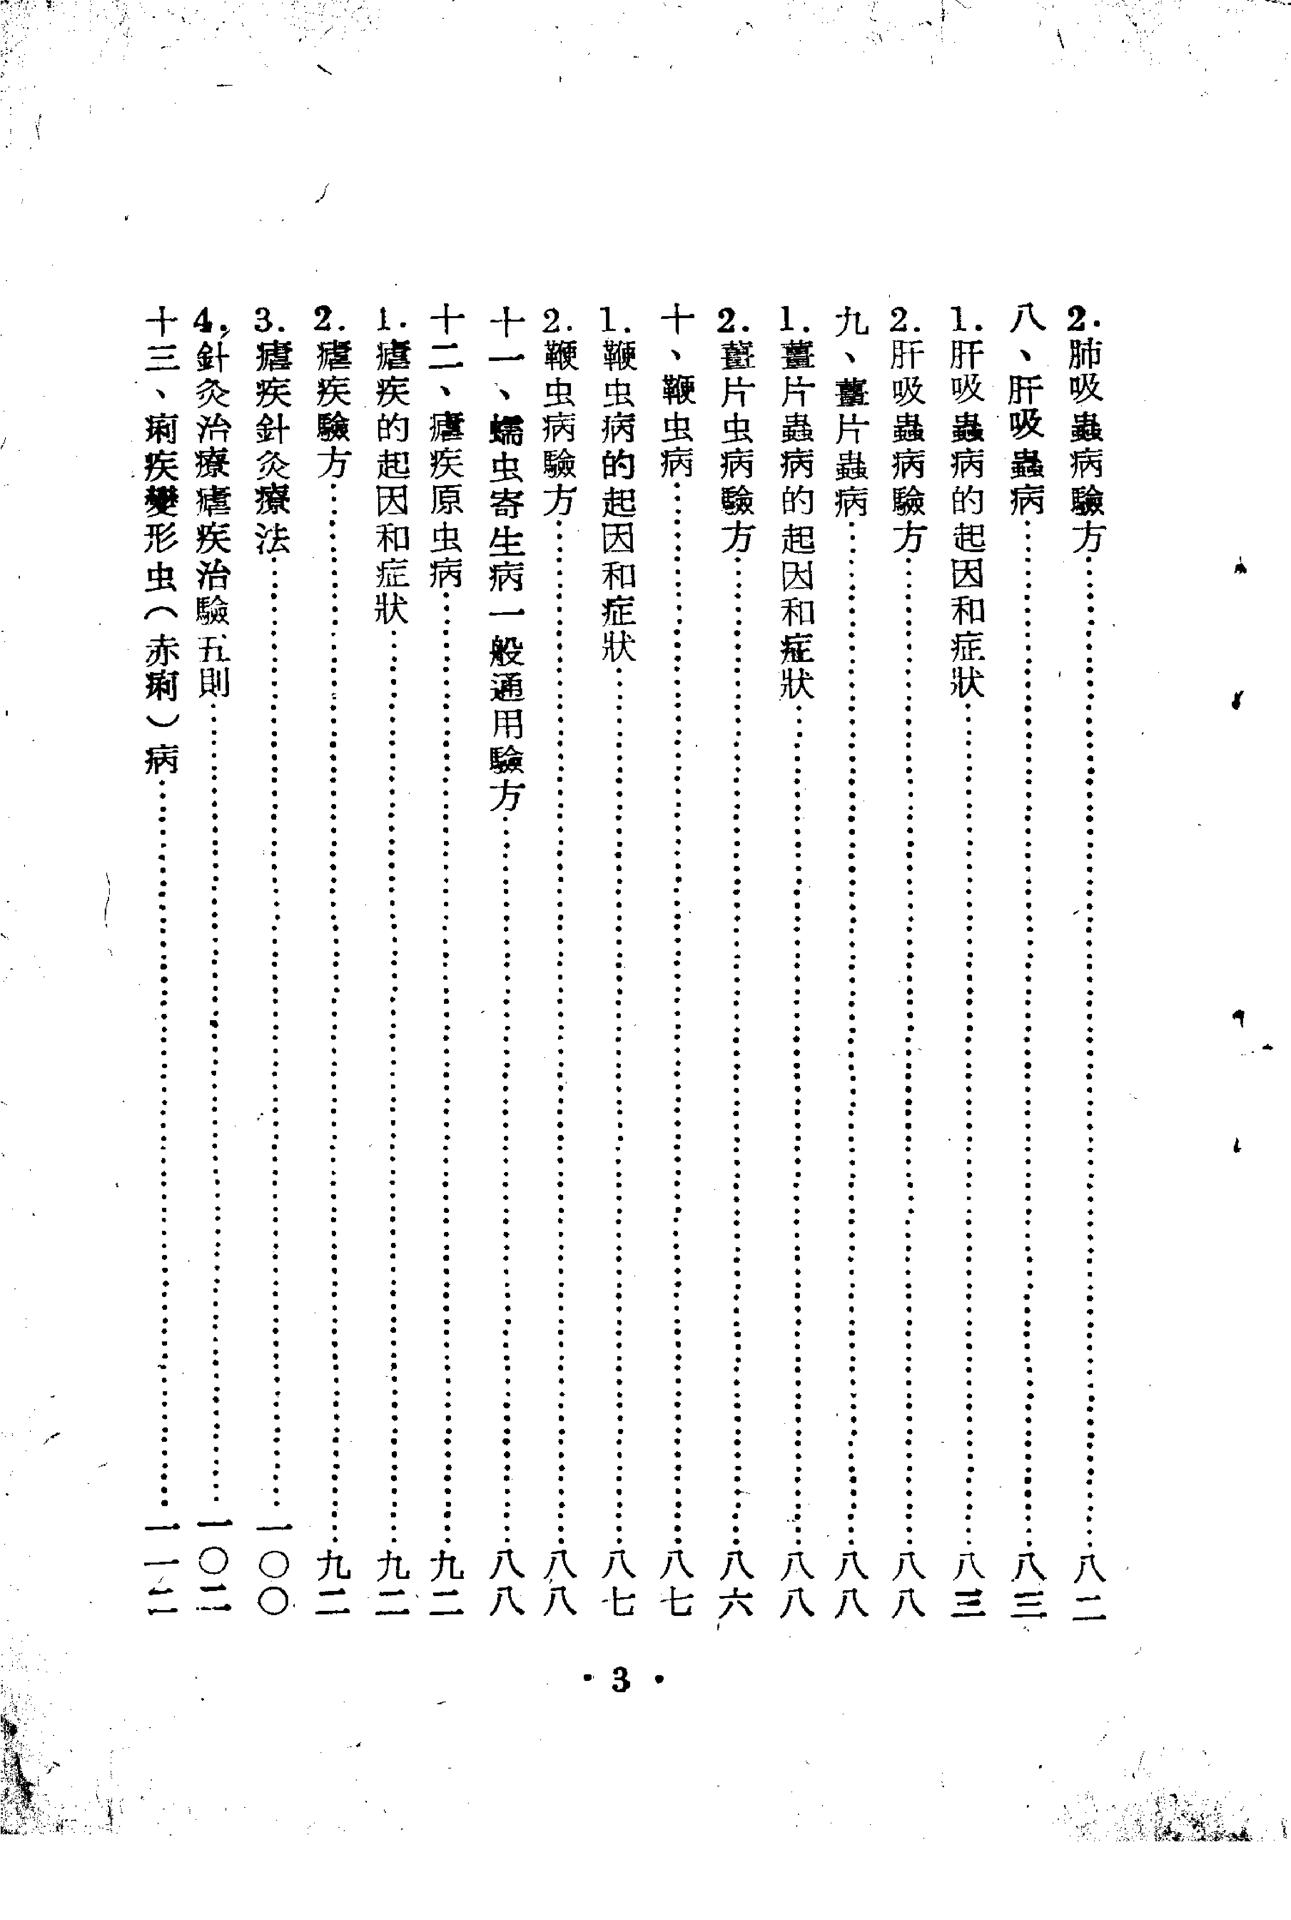 2.肺吸蟲病驗方……八二
八、肝吸蟲病……八三
1.肝吸蟲病的起因和症狀……八三
2.肝吸蟲病驗方……八八
九、薑片蟲病……八八
1.薑片蟲病的起因和症狀……八八
2.薑片虫病驗方……八六
十、鞭虫病……八七
1.鞭虫病的起因和症狀……八七
2.鞭虫病驗方……八八
十一、蠕虫寄生病一般通用驗方……八八
十二、瘧疾原虫病……九二
1.瘧疾的起因和症狀……九二
2.瘧疾驗方……九二
3.瘧疾針灸療法……一〇〇
4.針灸治療瘧疾治驗五則……一〇二
十三、痢疾變形虫（赤痢）病……一一二
·3·